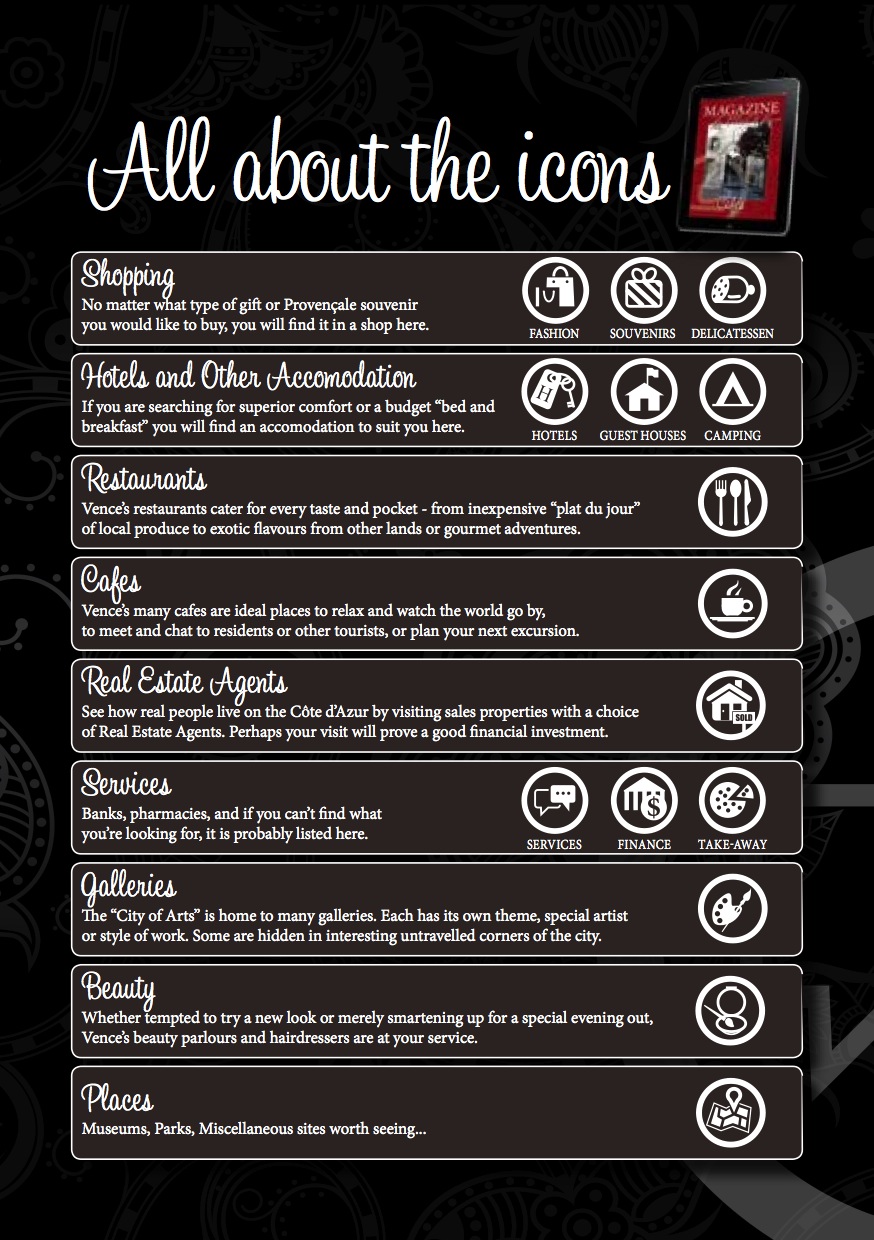 MAGAZINE
All about the icons
Shopping
No matter what type of gift or Provençale souvenir
you would like to buy, you will find it in a shop here.
FASHION
SOUVENIRS
DELICATESSEN
Hotels and Other Accomodation
If you are searching for superior comfort or a budget “bed and
breakfast” you will find an accomodation to suit you here.
H
HOTELS
GUEST HOUSES
CAMPING
Restaurants
Vence’s restaurants cater for every taste and pocket - from inexpensive “plat du jour”
of local produce to exotic flavours from other lands or gourmet adventures.
Cafes
Vence’s many cafes are ideal places to relax and watch the world go by,
to meet and chat to residents or other tourists, or plan your next excursion.
Real Estate Agents
See how real people live on the Côte d’Azur by visiting sales properties with a choice
of Real Estate Agents. Perhaps your visit will prove a good financial investment.
SOLD
Services
Banks, pharmacies, and if you can’t find what
you’re looking for, it is probably listed here.
$
SERVICES
FINANCE
TAKE-AWAY
Galleries
The “City of Arts” is home to many galleries. Each has its own theme, special artist
or style of work. Some are hidden in interesting untravelled corners of the city.
Beauty
Whether tempted to try a new look or merely smartening up for a special evening out,
Vence’s beauty parlours and hairdressers are at your service.
Places
Museums, Parks, Miscellaneous sites worth seeing...